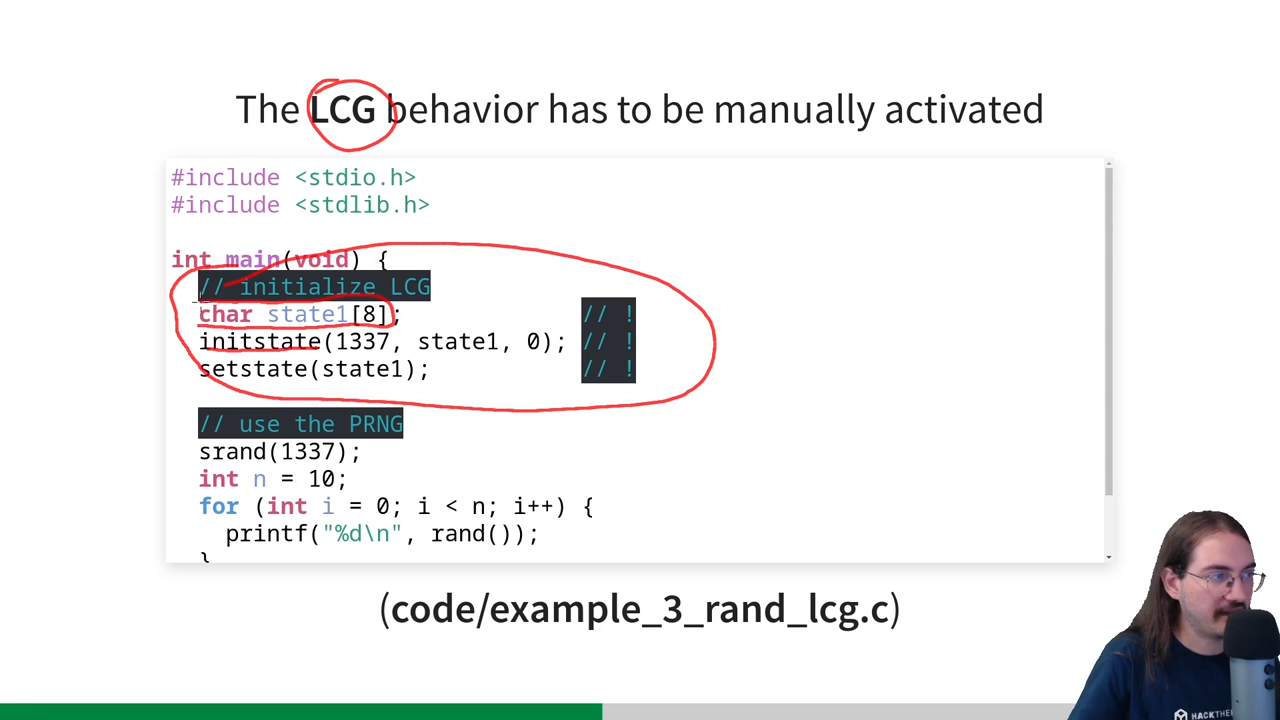 The LCG behavior has to be manually activated
#include <stdio.h>
#include <stdlib.h>
int main(void) {
// initialize LCG
char state1[8]; // !
initstate(1337, state1, 0); // !
setstate(state1); // !
// use the PRNG
srand(1337);
int n = 10;
for (int i = 0; i < n; i++) {
printf("%d\n", rand());
}
(code/example_3_rand_lcg.c)
HACKTHE